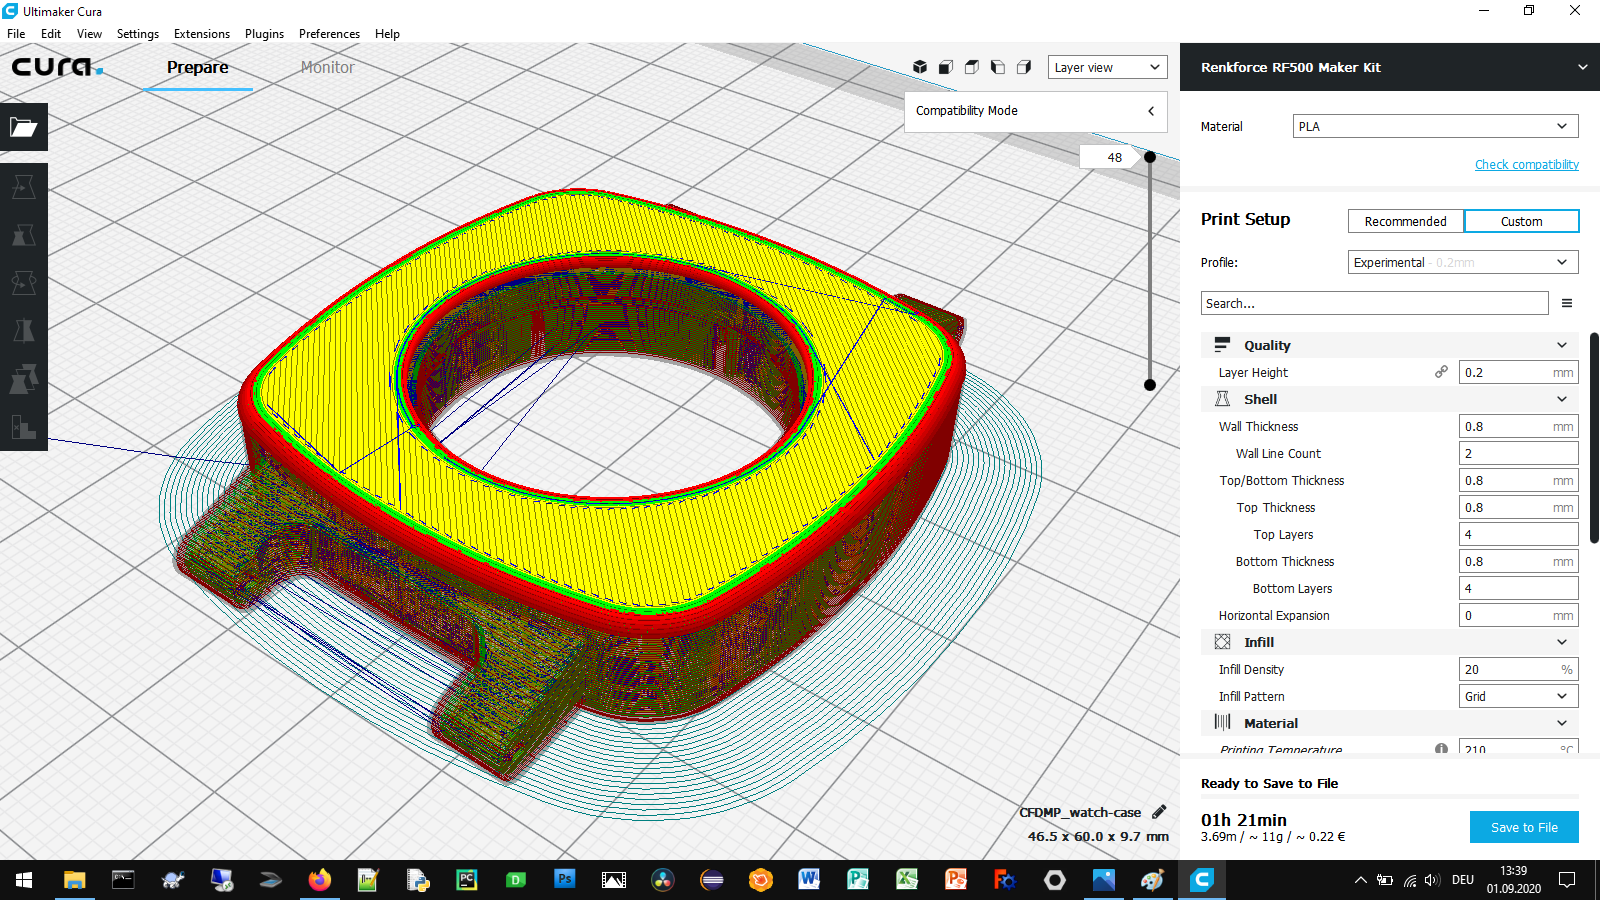 Ultimaker Cura
File Edit View Settings Extensions Plugins Preferences Help
cura.
Prepare
Monitor
Layer view
Compatibility Mode
48
CFDMP_watch-case
46.5 x 60.0 x 9.7 mm
Renkforce RF500 Maker Kit
Material
PLA
Check compatibility
Print Setup
Recommended
Custom
Profile:
Experimental - 0.2mm
Search...
Quality
Layer Height 0.2 mm
Shell
Wall Thickness 0.8 mm
Wall Line Count 2
Top/Bottom Thickness 0.8 mm
Top Thickness 0.8 mm
Top Layers 4
Bottom Thickness 0.8 mm
Bottom Layers 4
Horizontal Expansion 0 mm
Infill
Infill Density 20 %
Infill Pattern Grid
Material
Printing Temperature 210 °C
Ready to Save to File
01h 21min
3.69m / ~ 11g / ~ 0.22 €
Save to File
DEU
13:39
01.09.2020